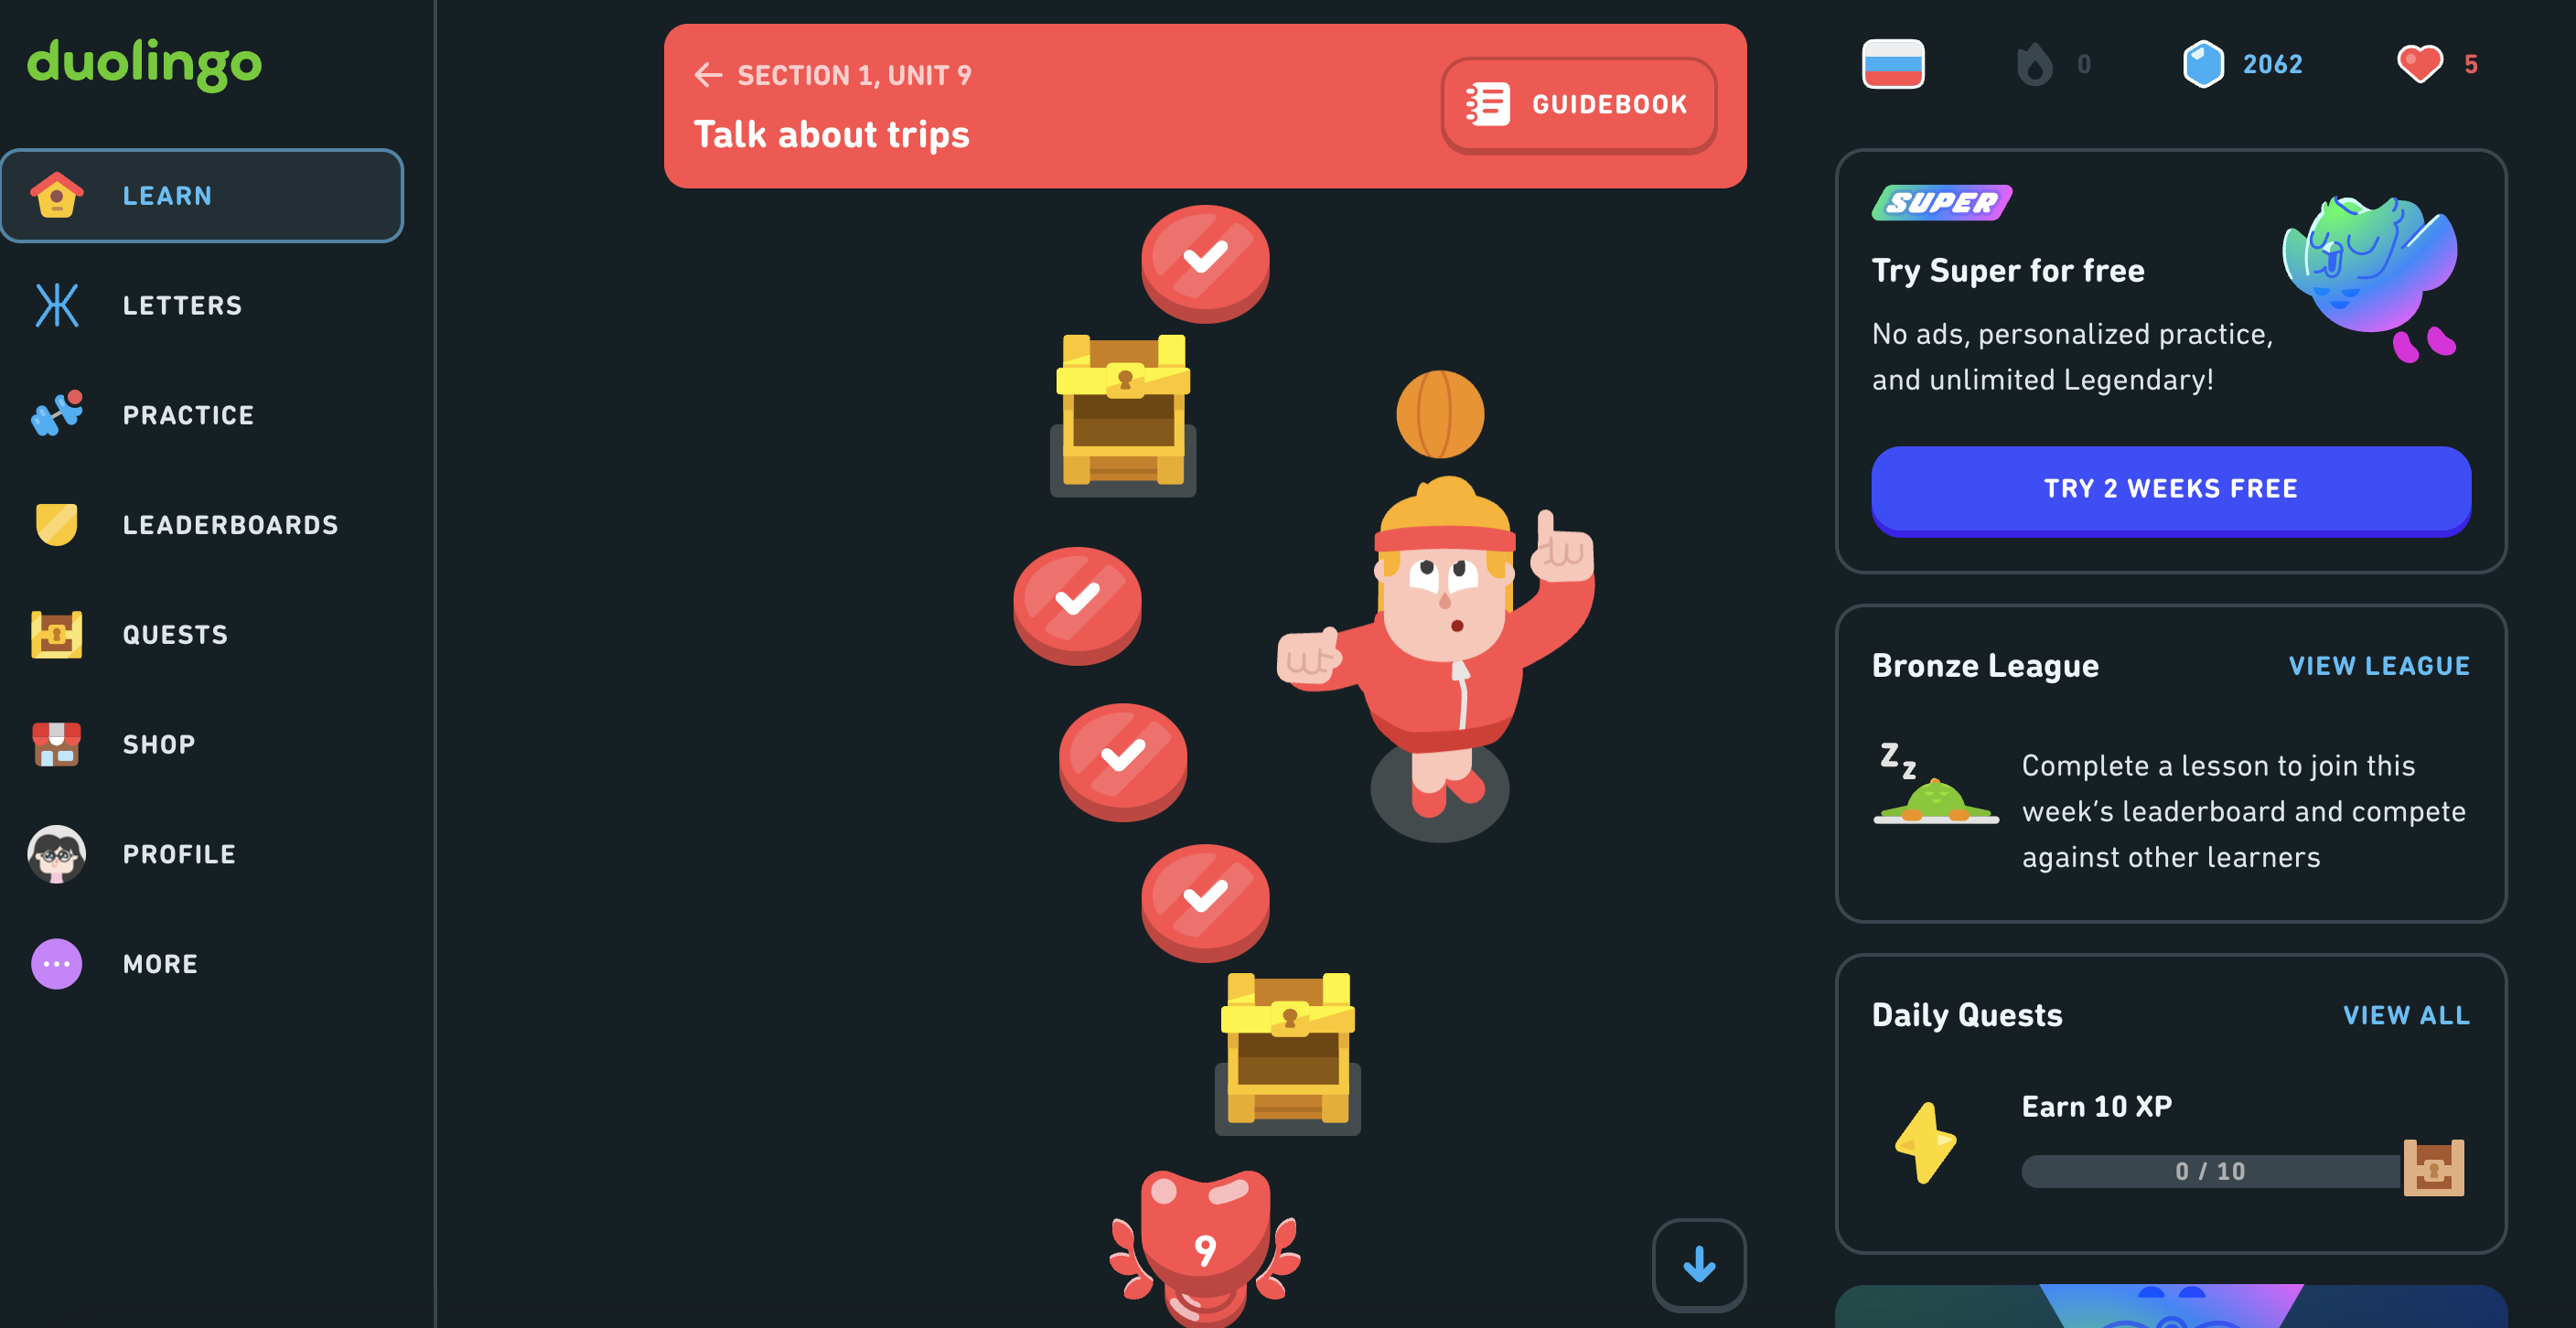 duolingo
LEARN
LETTERS
PRACTICE
LEADERBOARDS
QUESTS
SHOP
PROFILE
MORE
SECTION 1, UNIT 9
Talk about trips
GUIDEBOOK
9
0
2062
5
SUPER
Try Super for free
No ads, personalized practice,
and unlimited Legendary!
TRY 2 WEEKS FREE
Bronze League
VIEW LEAGUE
Z z
Complete a lesson to join this
week's leaderboard and compete
against other learners
Daily Quests
VIEW ALL
Earn 10 XP
0 / 10